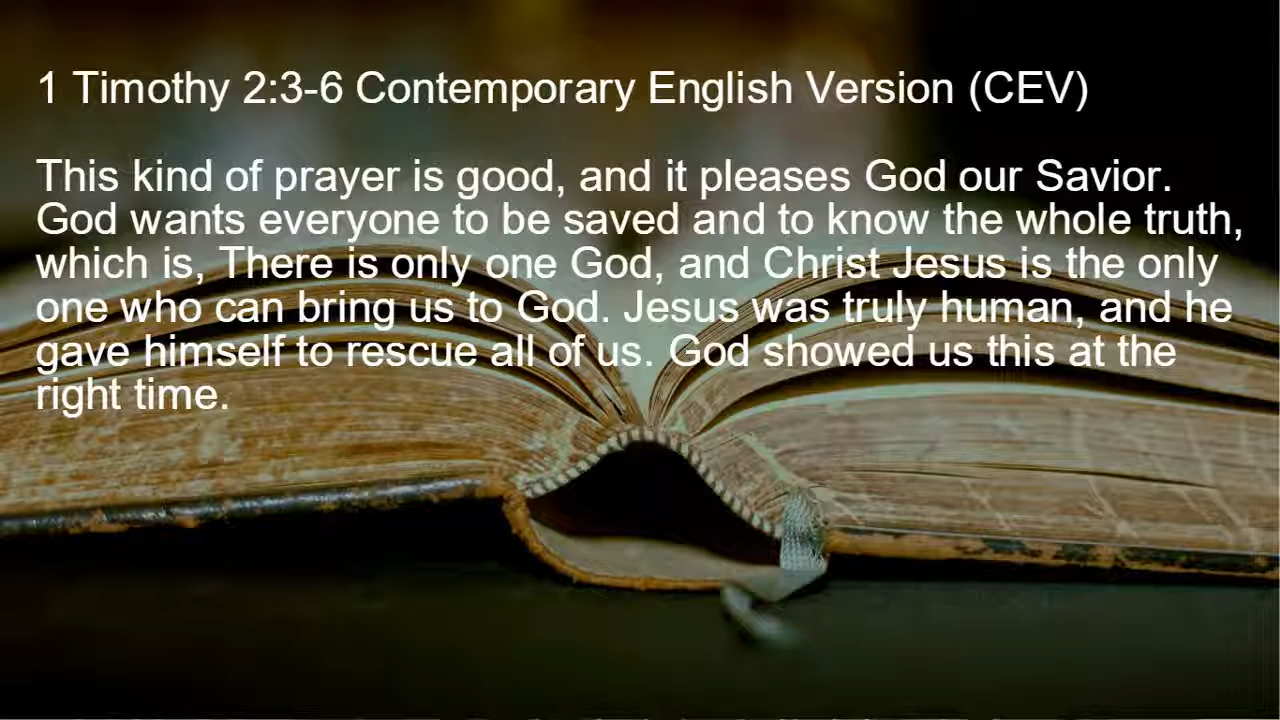 1 Timothy 2:3-6 Contemporary English Version (CEV)
This kind of prayer is good, and it pleases God our Savior.
God wants everyone to be saved and to know the whole truth,
which is, There is only one God, and Christ Jesus is the only
one who can bring us to God. Jesus was truly human, and he
gave himself to rescue all of us. God showed us this at the
right time.